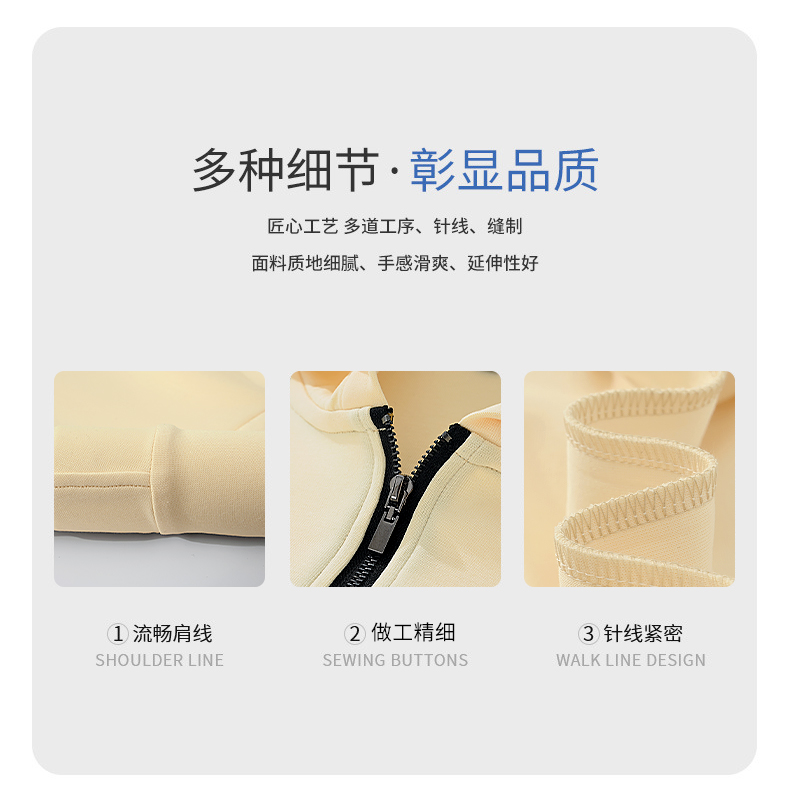 多种细节·彰显品质
匠心工艺 多道工序、针线、缝制
面料质地细腻、手感滑爽、延伸性好
1 流畅肩线
SHOULDER LINE
2 做工精细
SEWING BUTTONS
3 针线紧密
WALK LINE DESIGN